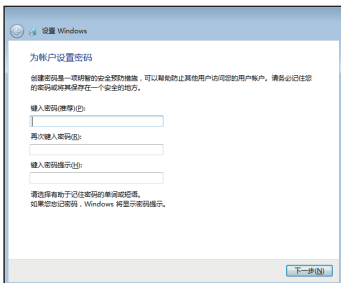 设置 Windows
为帐户设置密码
创建密码是一项明智的安全预防措施，可以帮助防止其他用户访问您的用户帐户。请务必记住您
的密码或将其保存在一个安全的地方。
键入密码(推荐)(P):
再次键入密码(R):
键入密码提示(H):
请选择有助于记住密码的单词或短语。
如果您忘记密码，Windows 将显示密码提示。
下一步(N)